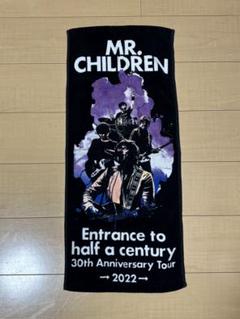 MR.
CHILDREN
Entrance to
half a century
30th Anniversary Tour
→2022→